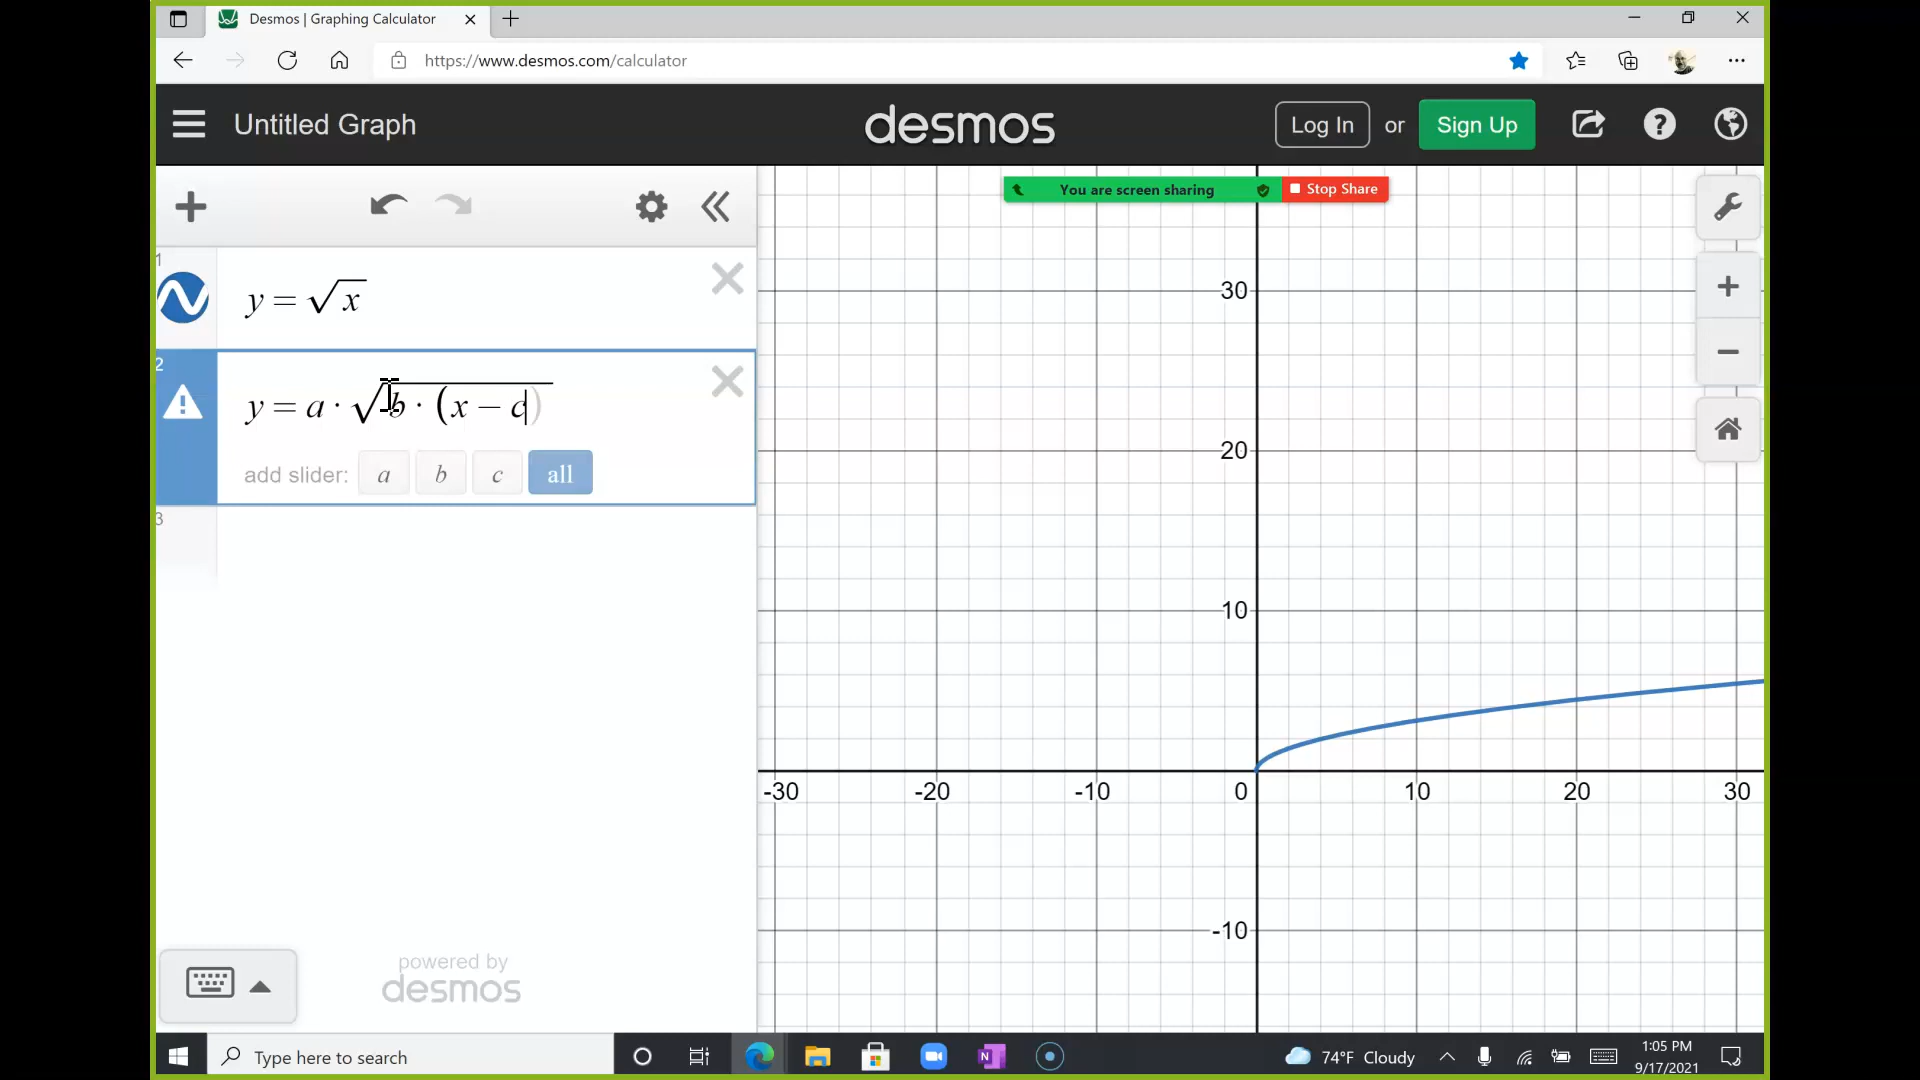 Desmos | Graphing Calculator
https://www.desmos.com/calculator
Untitled Graph
desmos
Log In or Sign Up
You are screen sharing Stop Share
1
y = √x
2
y = a · √b · (x − c)
add slider: a b c all
3
30
20
10
-30 -20 -10 0 10 20 30
-10
powered by
desmos
Type here to search
N
74°F Cloudy
1:05 PM
9/17/2021